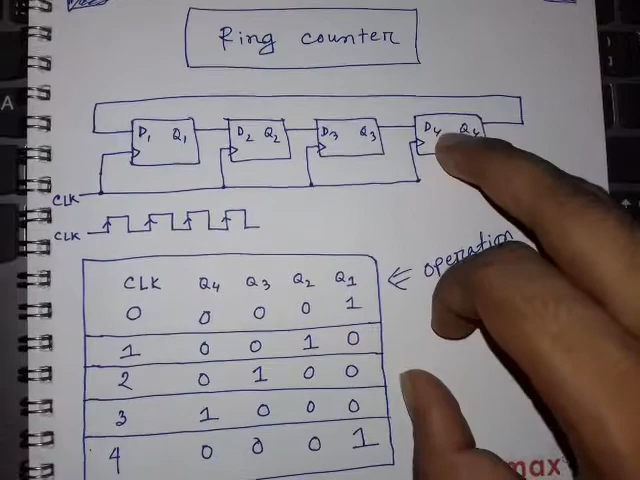 Ring counter
D1 Q1 D2 Q2 D3 Q3 D4 Q4
CLK
CLK
operation
CLK Q4 Q3 Q2 Q1
0 0 0 0 1
1 0 0 1 0
2 0 1 0 0
3 1 0 0 0
4 0 0 0 1
max
A